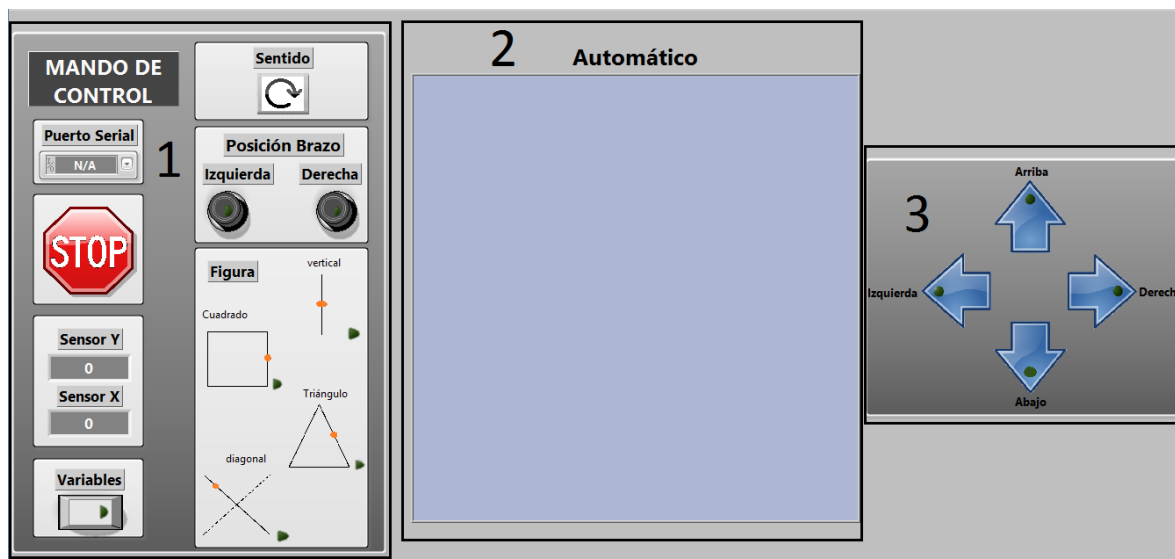 MANDO DE
CONTROL
Puerto Serial
I/O
N/A
1
STOP
Sensor Y
0
Sensor X
0
Variables
Sentido
Posición Brazo
Izquierda
Derecha
Figura
vertical
Cuadrado
Triángulo
diagonal
2
Automático
3
Arriba
Izquierda
Derech
Abajo